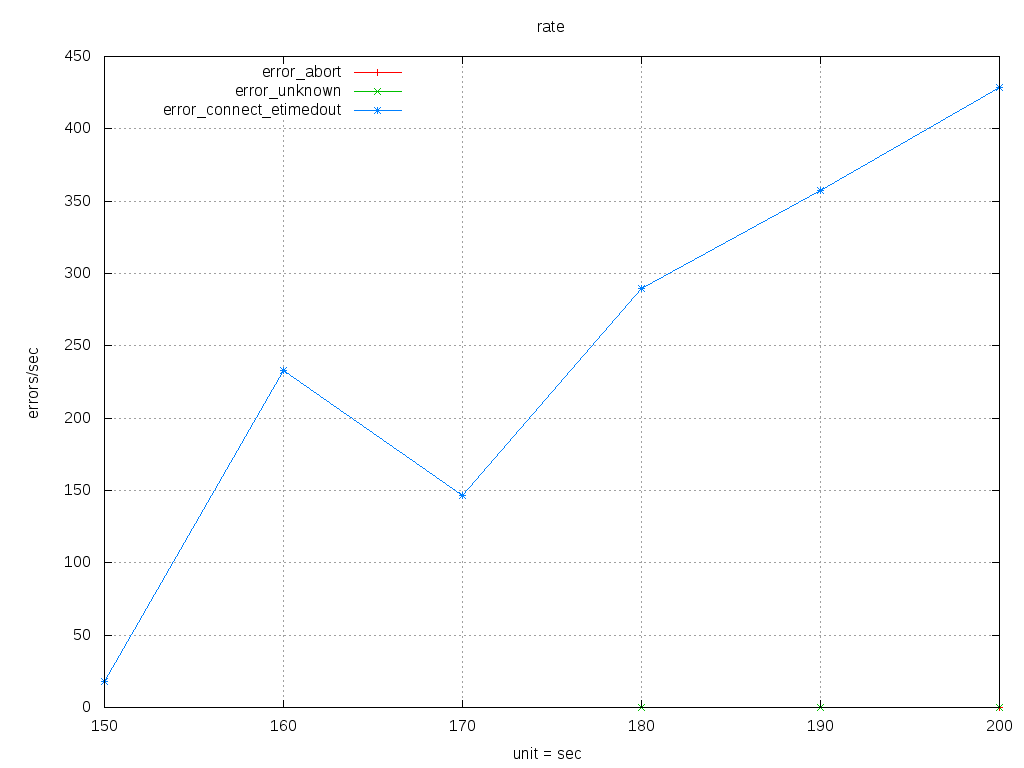 rate
error_abort
error_unknown
error_connect_etimedout
450
400
350
300
250
200
150
100
50
0
errors/sec
150 160 170 180 190 200
unit = sec